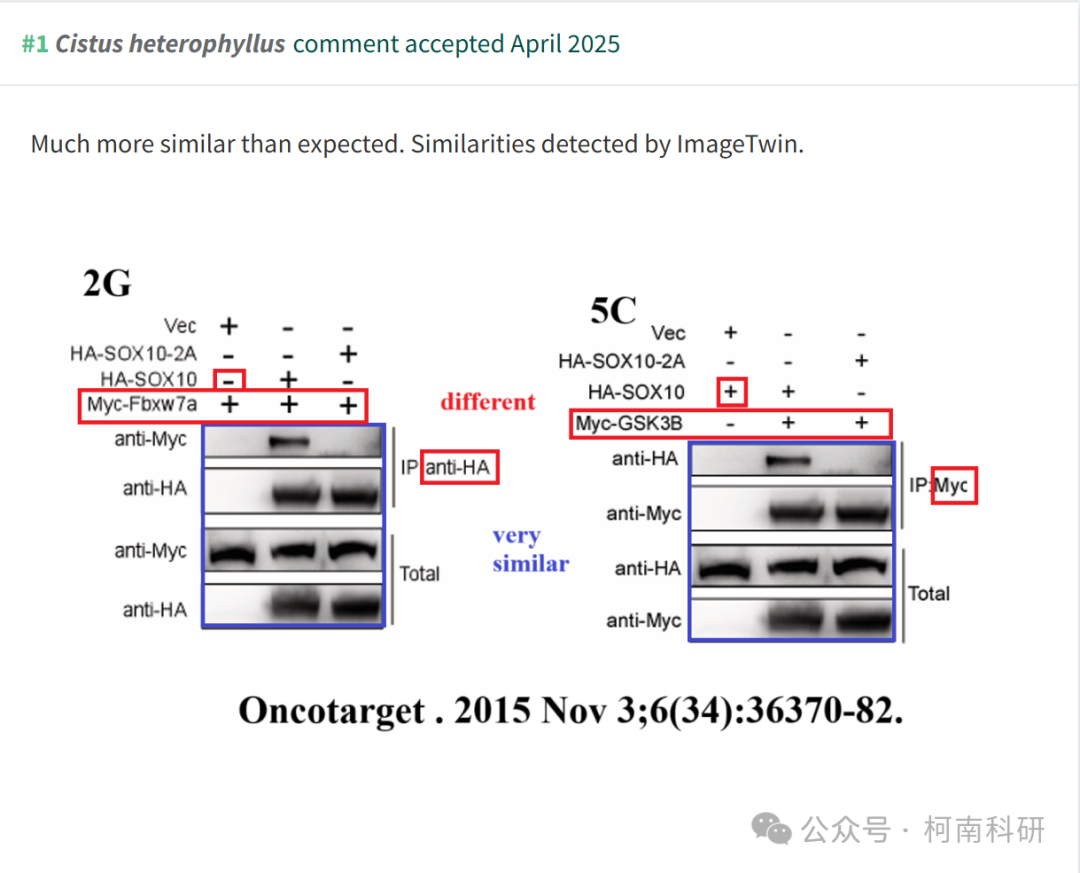 #1 Cistus heterophyllus comment accepted April 2025
Much more similar than expected. Similarities detected by ImageTwin.
2G
Vec + - -
HA-SOX10-2A - - +
HA-SOX10 - + -
Myc-Fbxw7a + + +
anti-Myc
anti-HA
IP anti-HA
anti-Myc
anti-HA
Total
different
very
similar
5C
Vec + - -
HA-SOX10-2A - - +
HA-SOX10 + + -
Myc-GSK3B - + +
anti-HA
anti-Myc
IP:Myc
anti-HA
anti-Myc
Total
Oncotarget . 2015 Nov 3;6(34):36370-82.
公众号 · 柯南科研